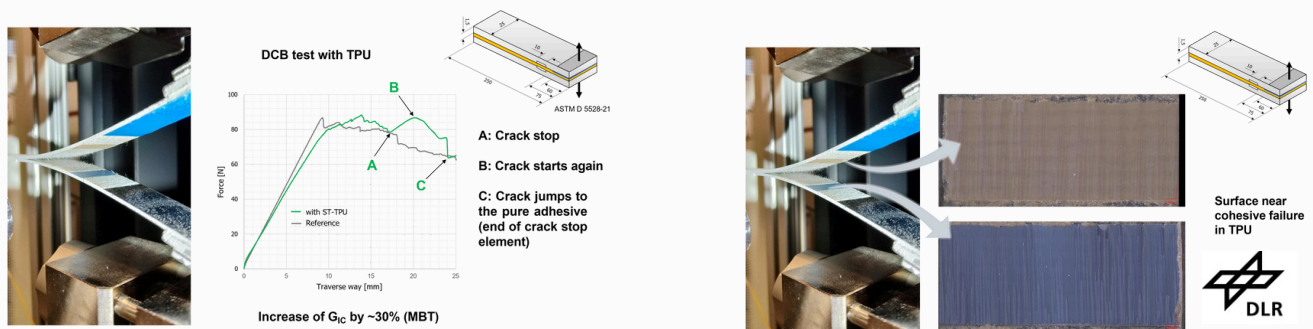 DCB test with TPU
1,5
25
10
250
75
60
ASTM D 5528-21
Force [N]
100
80
60
40
20
0
0
5
10
15
20
25
Traverse way [mm]
with ST-TPU
Reference
A
B
C
A: Crack stop
B: Crack starts again
C: Crack jumps to
the pure adhesive
(end of crack stop
element)
Increase of GIC by ~30% (MBT)
1,5
25
10
250
75
60
Surface near
cohesive failure
in TPU
DLR